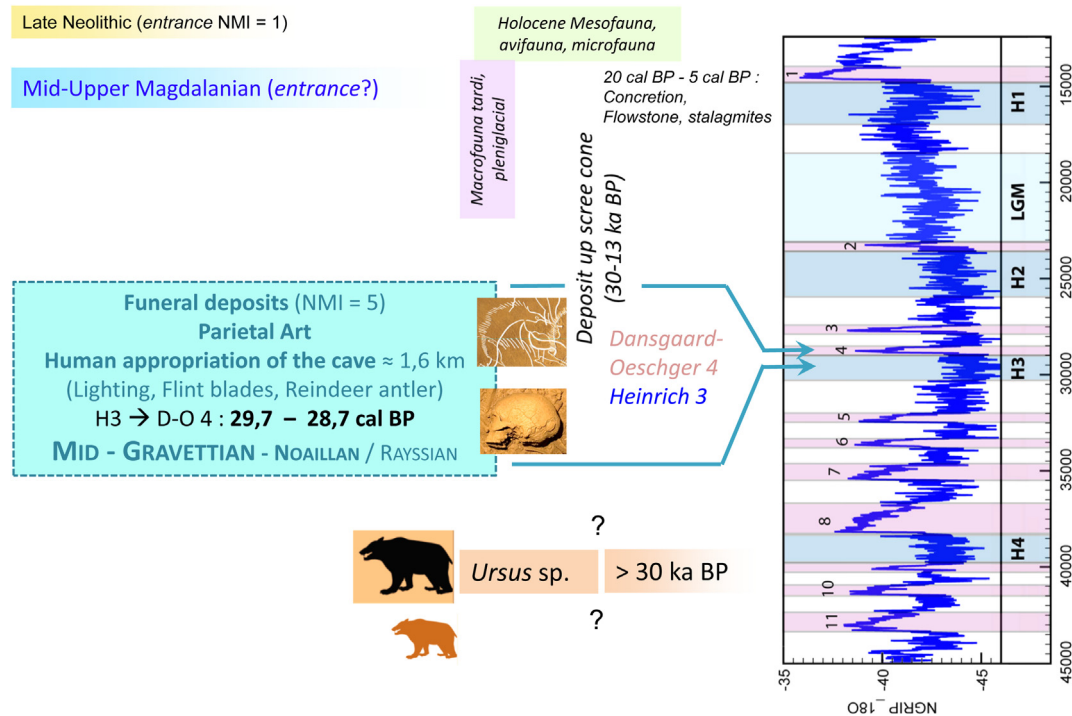 Late Neolithic (entrance NMI = 1)
Holocene Mesofauna,
avifauna, microfauna
Mid-Upper Magdalanian (entrance?)
Macrofauna tardi,
pleniglacial
20 cal BP - 5 cal BP :
Concretion,
Flowstone, stalagmites
Deposit up scree cone
(30-13 ka BP)
Funeral deposits (NMI = 5)
Parietal Art
Human appropriation of the cave ≈ 1,6 km
(Lighting, Flint blades, Reindeer antler)
H3 → D-O 4 : 29,7 – 28,7 cal BP
MID - GRAVETTIAN - NOAILLAN / RAYSSIAN
Dansgaard-
Oeschger 4
Heinrich 3
?
Ursus sp.
> 30 ka BP
?
1
2
3
4
5
6
7
8
10
11
H1
LGM
H2
H3
H4
15000
20000
25000
30000
35000
40000
45000
-35
-40
-45
NGRIP_18O